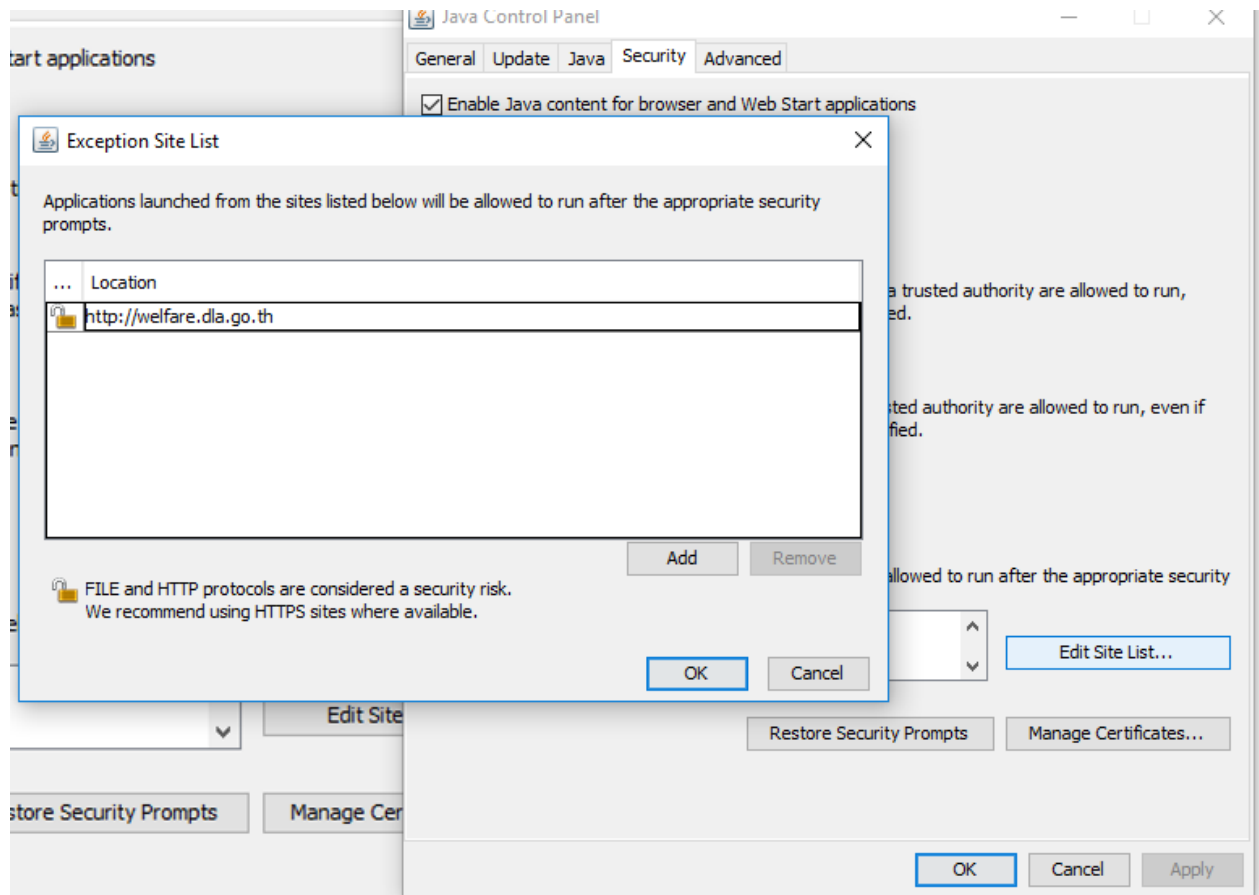 Java Control Panel
tart applications
General Update Java Security Advanced
Enable Java content for browser and Web Start applications
Exception Site List
Applications launched from the sites listed below will be allowed to run after the appropriate security
prompts.
... Location
a trusted authority are allowed to run,
ed.
http://welfare.dla.go.th
sted authority are allowed to run, even if
fied.
Add Remove
FILE and HTTP protocols are considered a security risk.
We recommend using HTTPS sites where available.
allowed to run after the appropriate security
Edit Site List...
OK Cancel
Edit Site
Restore Security Prompts Manage Certificates...
store Security Prompts Manage Cer
OK Cancel Apply